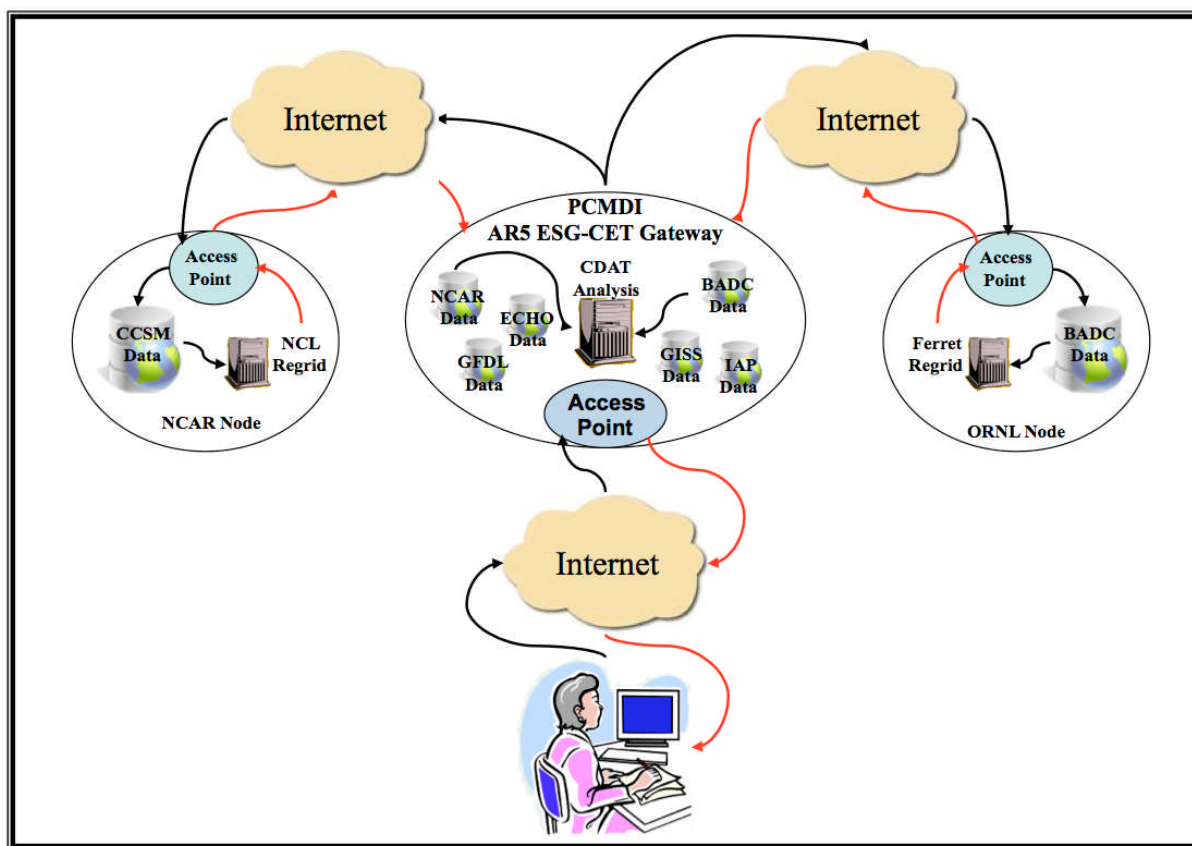 Internet
Internet
PCMDI
AR5 ESG-CET Gateway
Access
Point
CCSM
Data
NCL
Regrid
NCAR Node
NCAR
Data
ECHO
Data
GFDL
Data
CDAT
Analysis
BADC
Data
GISS
Data
IAP
Data
Access
Point
Access
Point
Ferret
Regrid
BADC
Data
ORNL Node
Internet